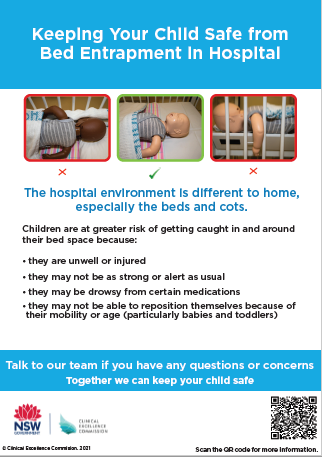 Keeping Your Child Safe from
Bed Entrapment in Hospital
The hospital environment is different to home,
especially the beds and cots.
Children are at greater risk of getting caught in and around
their bed space because:
• they are unwell or injured
• they may not be as strong or alert as usual
• they may be drowsy from certain medications
• they may not be able to reposition themselves because of
their mobility or age (particularly babies and toddlers)
Talk to our team if you have any questions or concerns
Together we can keep your child safe
NSW
GOVERNMENT
CLINICAL
EXCELLENCE
COMMISSION
© Clinical Excellence Commission. 2021
Scan the QR code for more information.